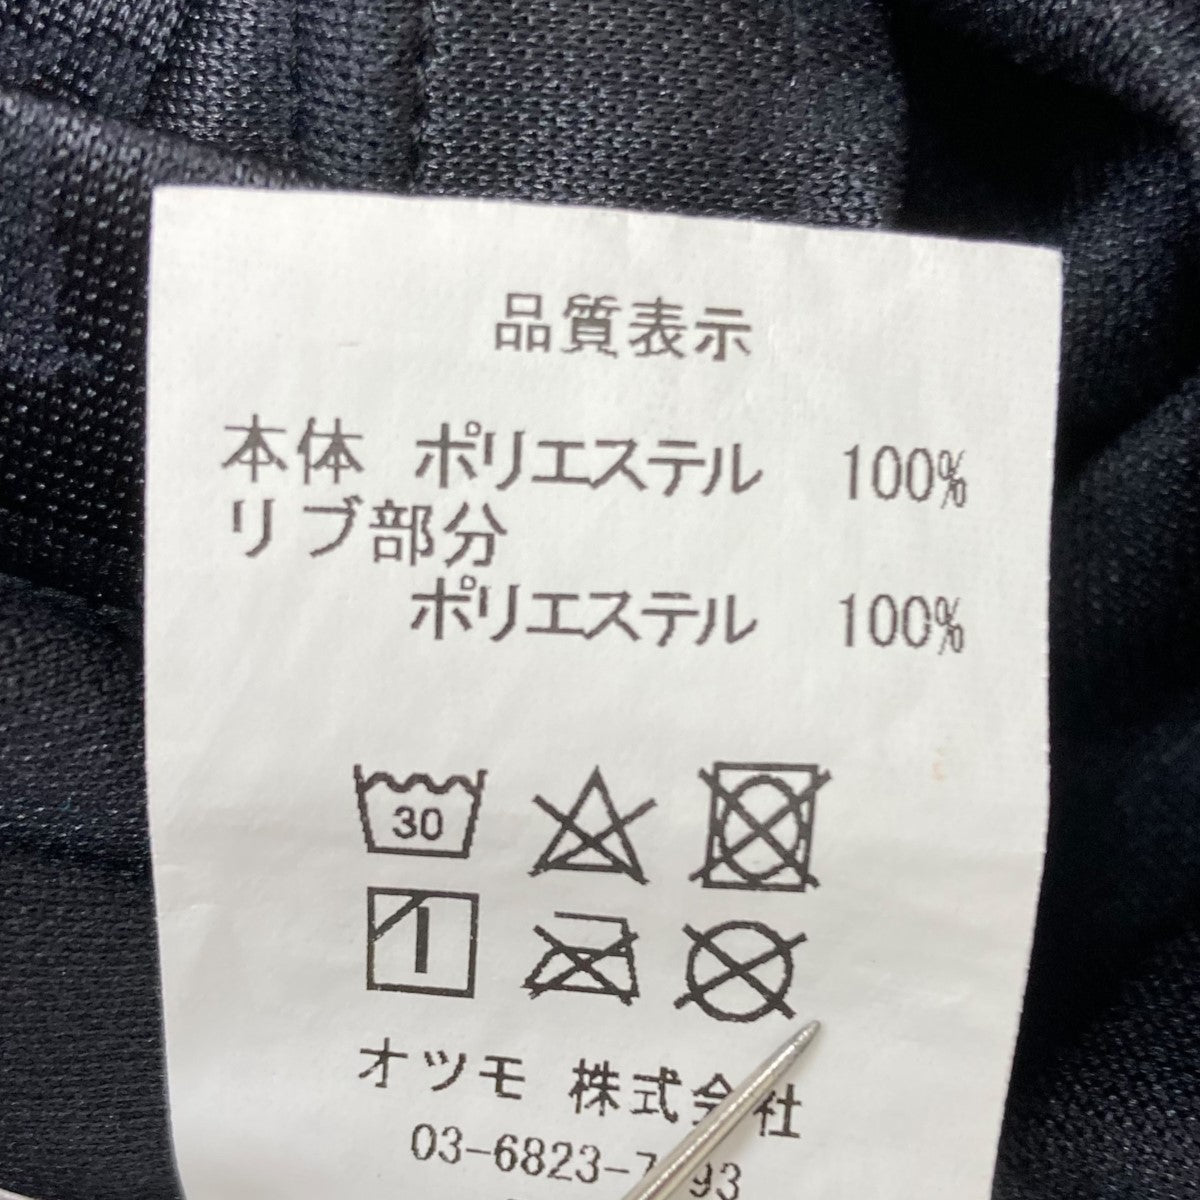 品質表示
本体 ポリエステル 100%
リブ部分
ポリエステル 100%
30
オツモ 株式会社